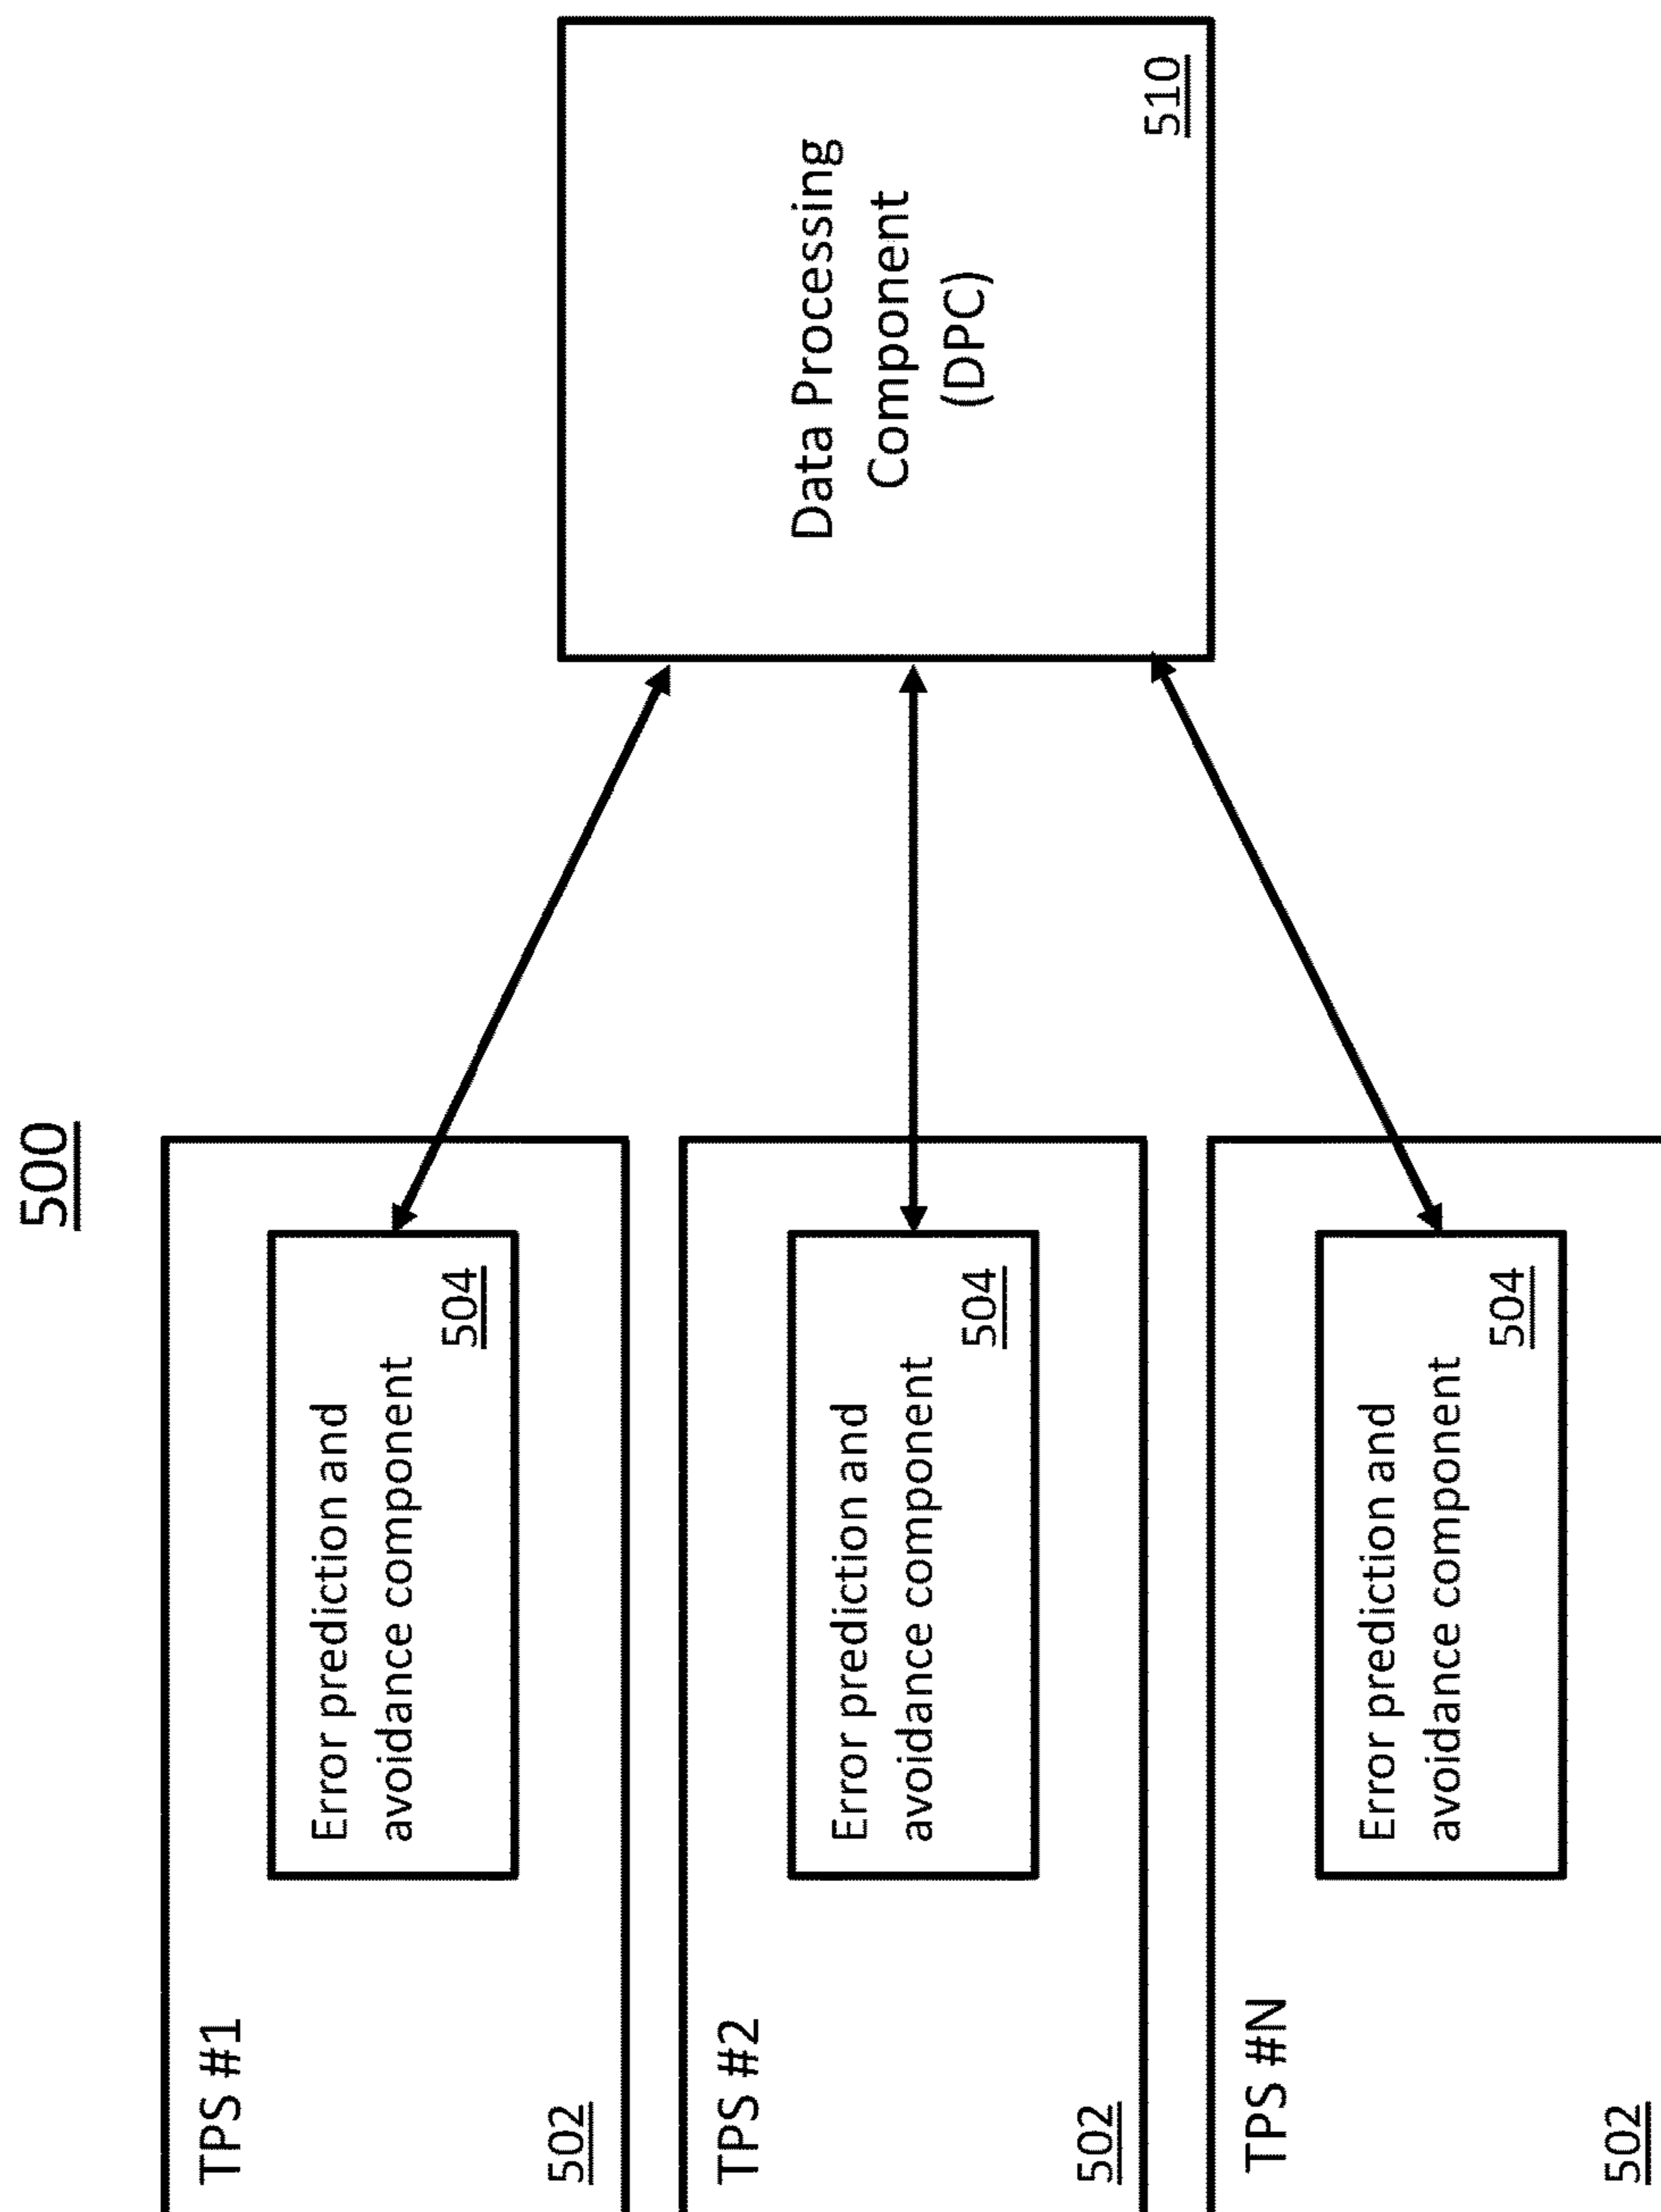 500
TPS #1
Error prediction and
avoidance component
504
502
TPS #2
Error prediction and
avoidance component
504
502
TPS #N
Error prediction and
avoidance component
504
502
Data Processing
Component
(DPC)
510